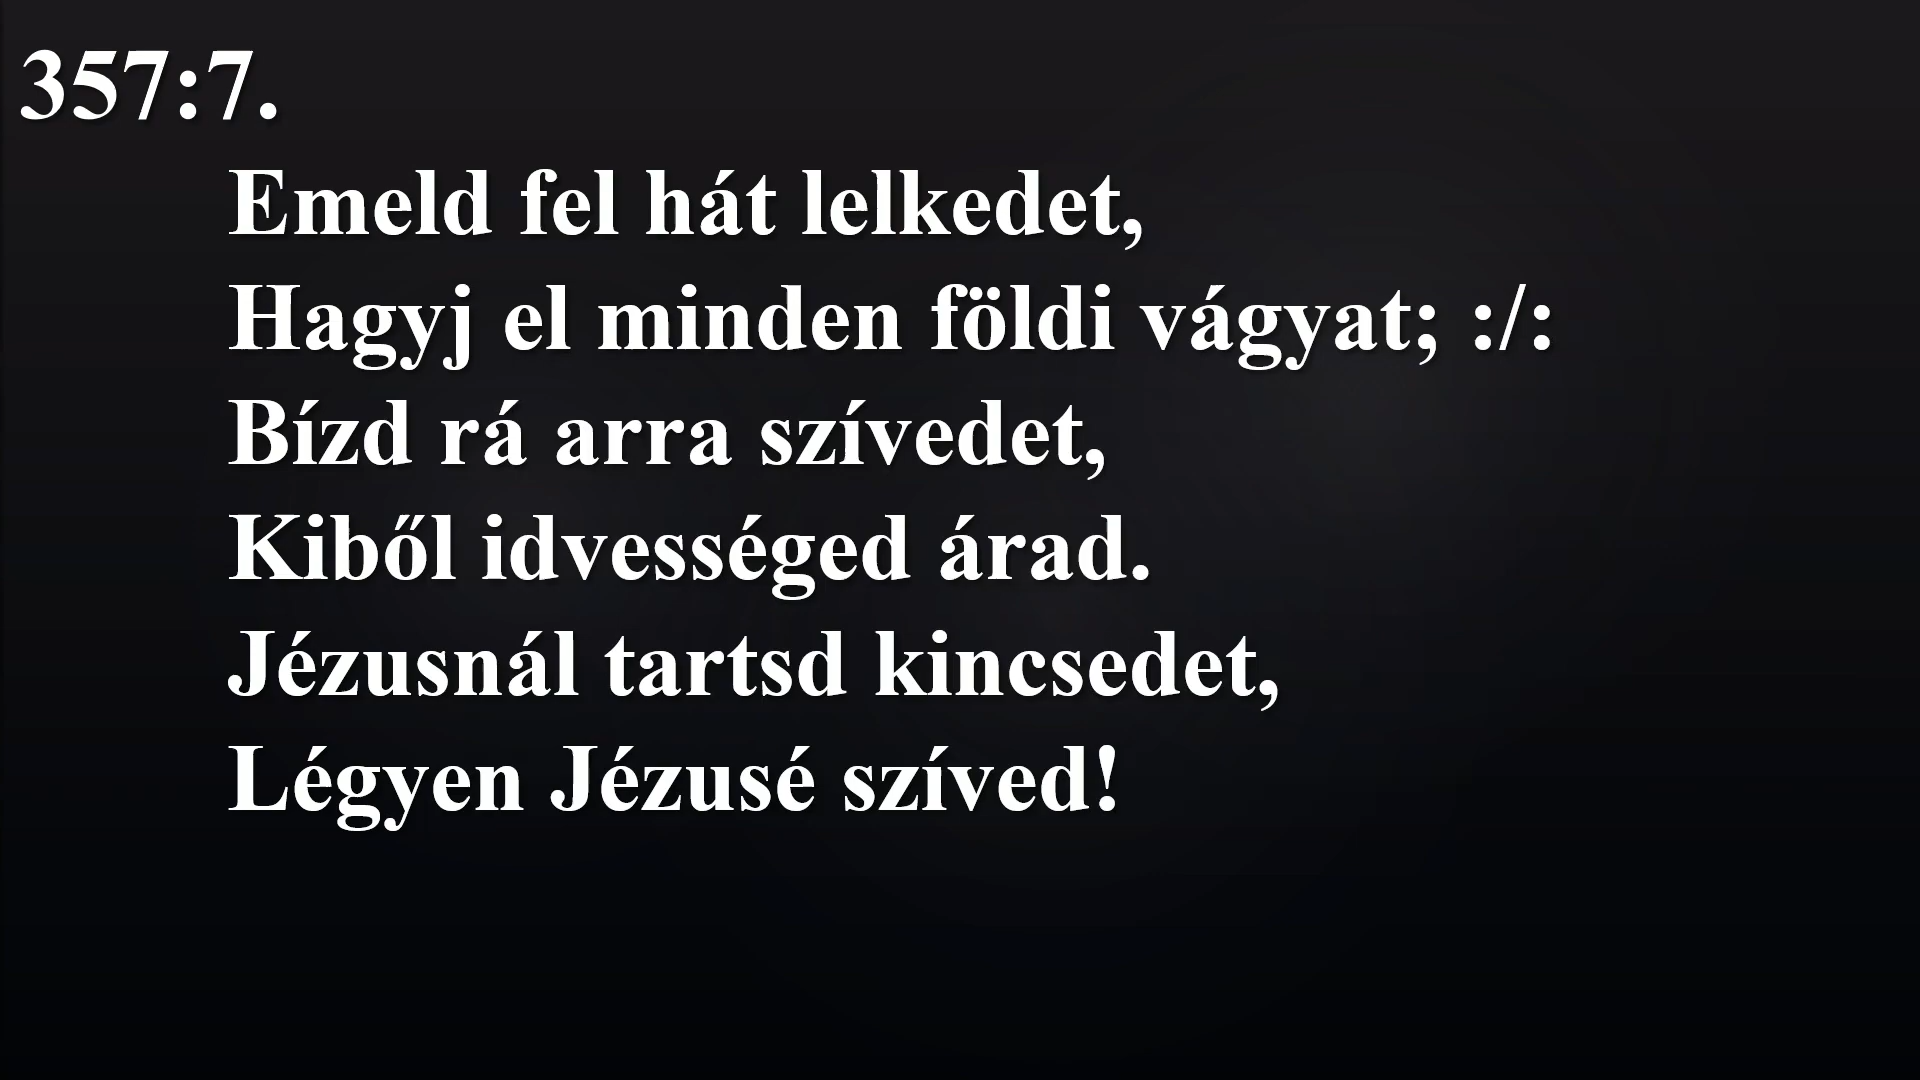 357:7.
Emeld fel hát lelkedet,
Hagyj el minden földi vágyat; :/:
Bízd rá arra szívedet,
Kiből idvességed árad.
Jézusnál tartsd kincsedet,
Légyen Jézusé szíved!